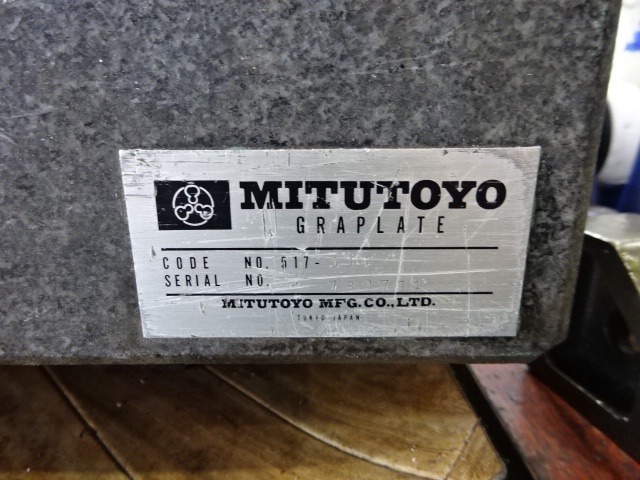 MITUTOYO
GRAPLATE
CODE NO. 517-
SERIAL NO.
MITUTOYO MFG.CO.,LTD.
TOKYO JAPAN